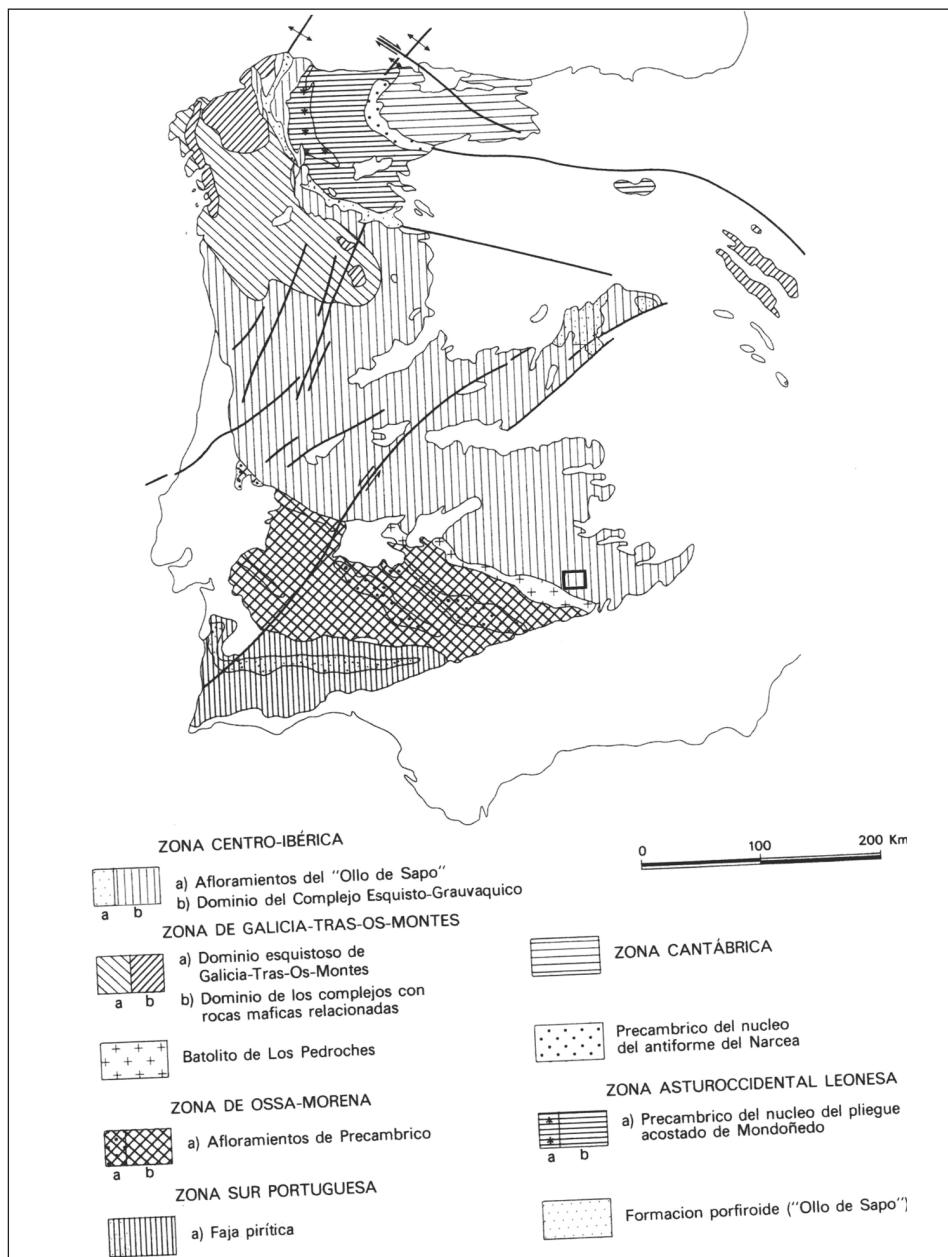 ZONA CENTRO-IBÉRICA
a) Afloramientos del "Ollo de Sapo"
b) Dominio del Complejo Esquisto-Grauvaquico
a b
ZONA DE GALICIA-TRAS-OS-MONTES
a) Dominio esquistoso de
Galicia-Tras-Os-Montes
b) Dominio de los complejos con
rocas maficas relacionadas
a b
Batolito de Los Pedroches
ZONA DE OSSA-MORENA
a) Afloramientos de Precambrico
a b
ZONA SUR PORTUGUESA
a) Faja pirítica
0 100 200 Km
ZONA CANTÁBRICA
Precambrico del nucleo
del antiforme del Narcea
ZONA ASTUROCCIDENTAL LEONESA
a) Precambrico del nucleo del pliegue
acostado de Mondoñedo
a b
Formacion porfiroide ("Ollo de Sapo")